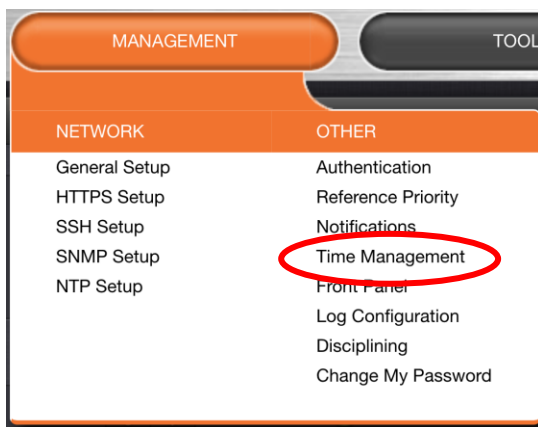 MANAGEMENT
TOOL
NETWORK
General Setup
HTTPS Setup
SSH Setup
SNMP Setup
NTP Setup
OTHER
Authentication
Reference Priority
Notifications
Time Management
Front Panel
Log Configuration
Disciplining
Change My Password